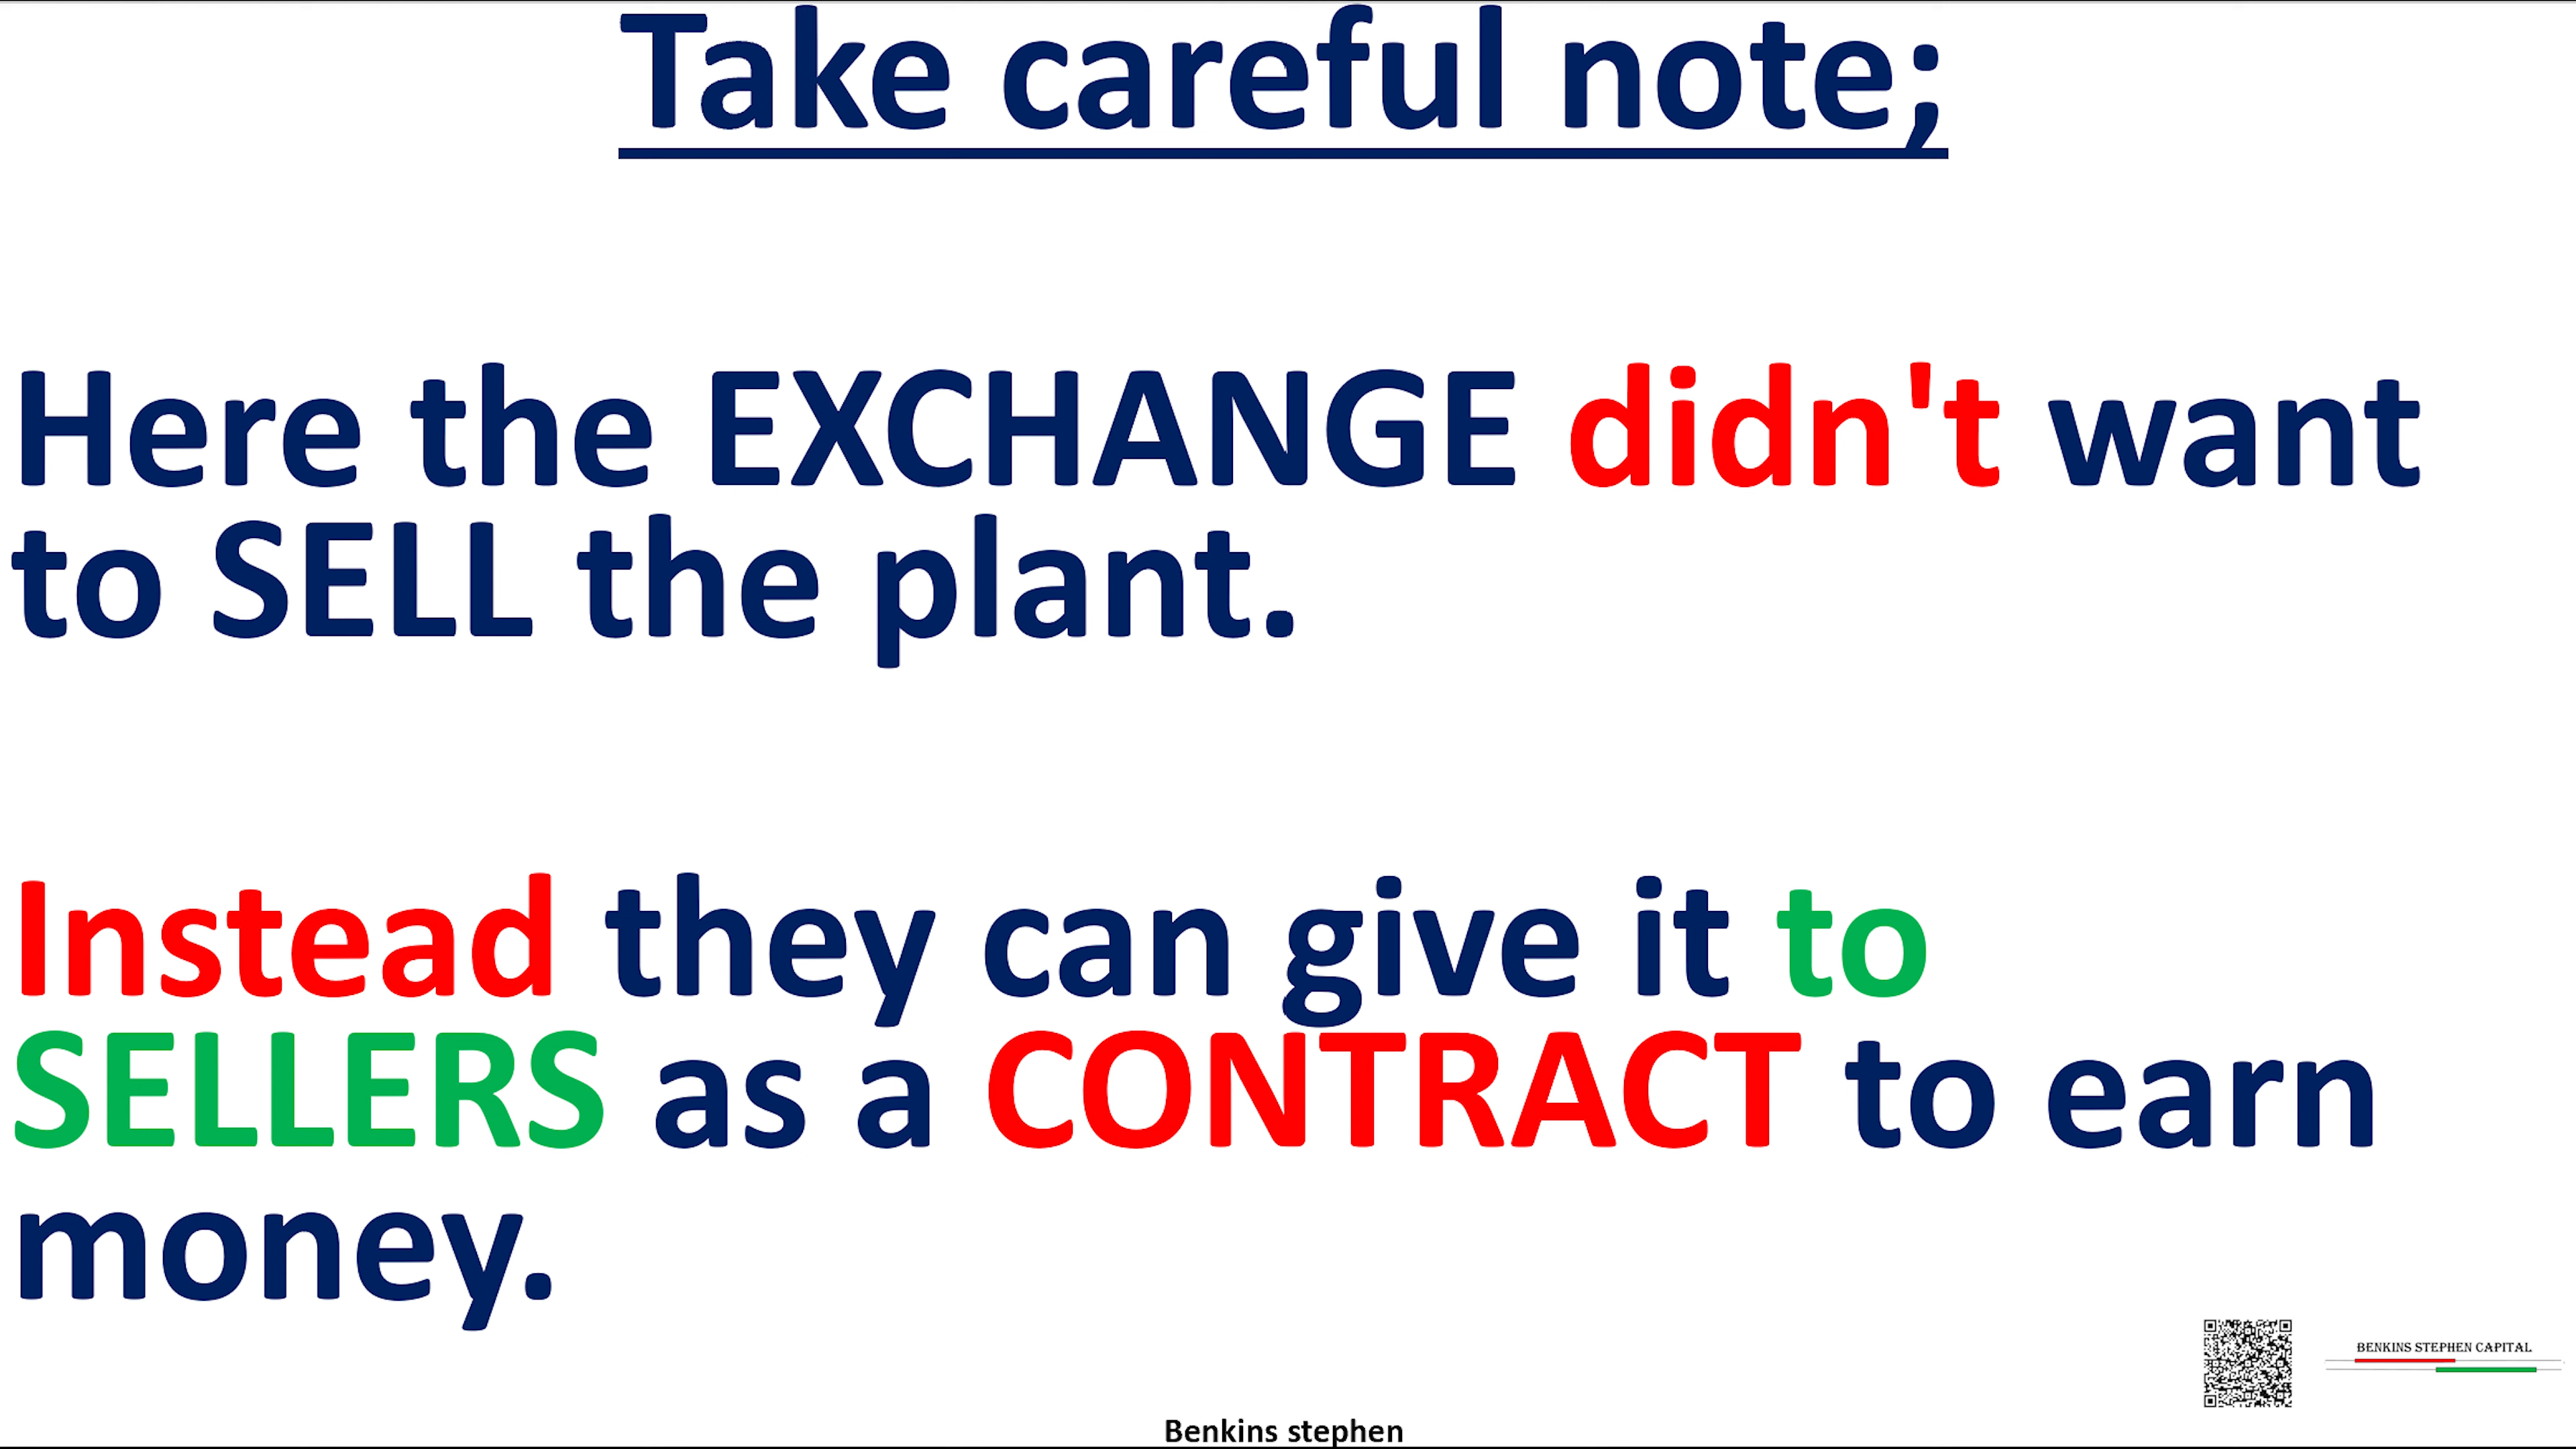 Take careful note;
Here the EXCHANGE didn't want
to SELL the plant.
Instead they can give it to
SELLERS as a CONTRACT to earn
money.
BENKINS STEPHEN CAPITAL
Benkins stephen